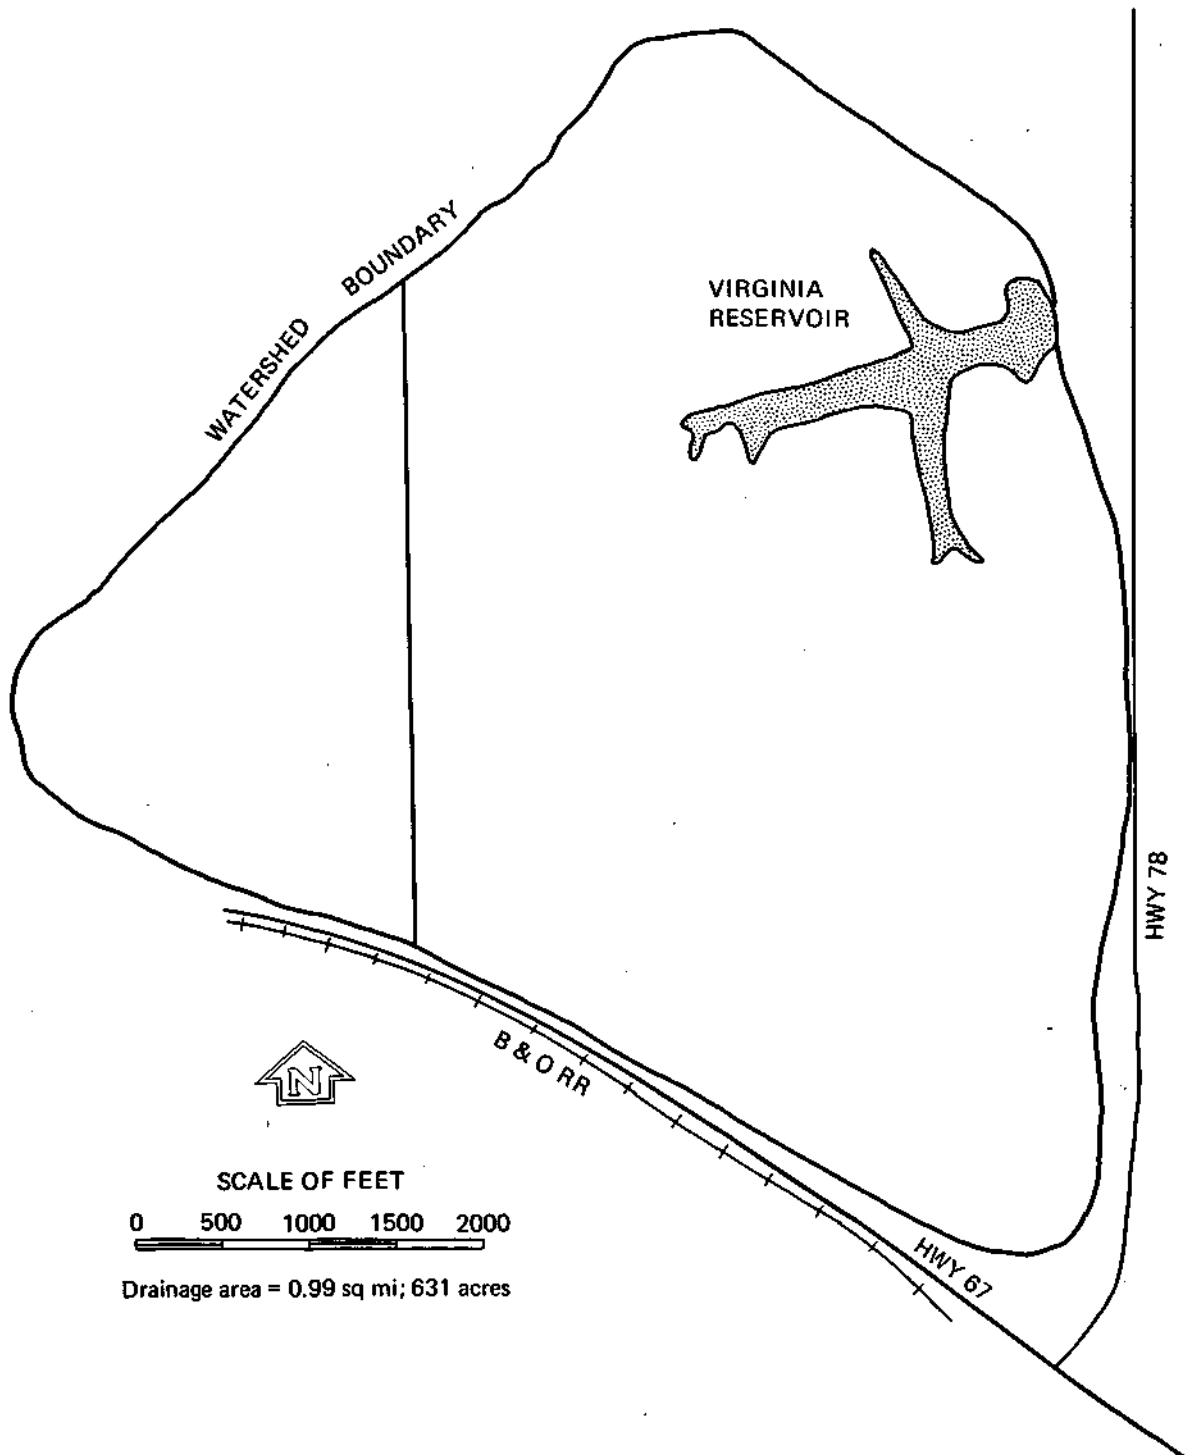 WATERSHED BOUNDARY
VIRGINIA
RESERVOIR
HWY 78
B & O RR
N
SCALE OF FEET
0 500 1000 1500 2000
Drainage area = 0.99 sq mi; 631 acres
HWY 67